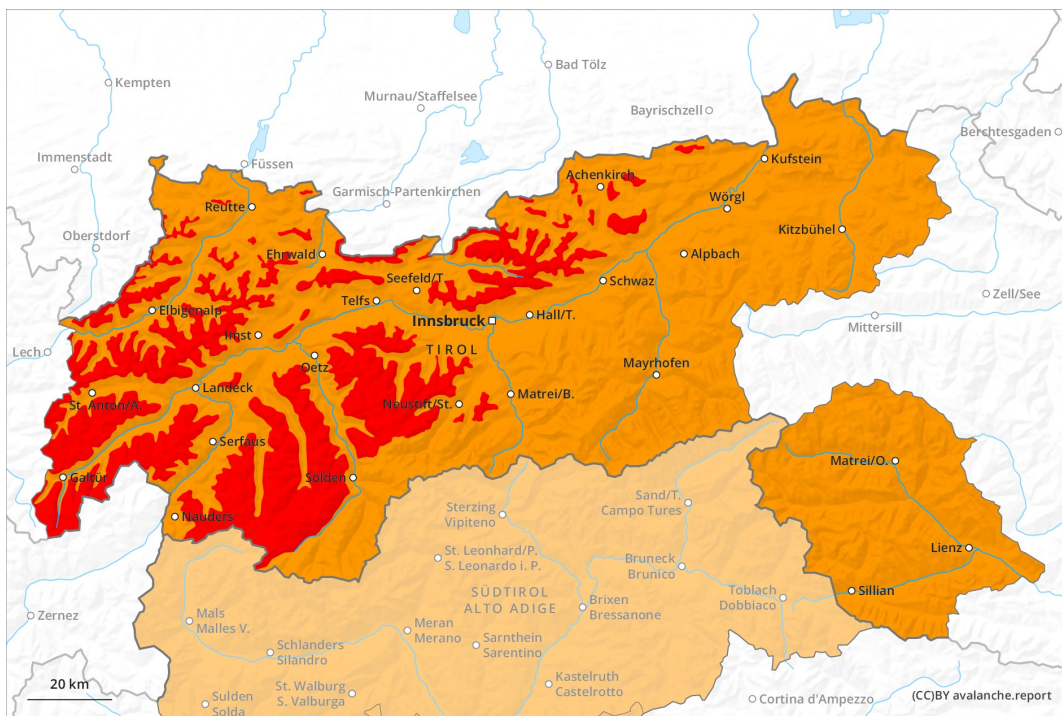 Kempten
Bad Tölz
Murnau/Staffelsee
Bayrischzell
Berchtesgaden
Immenstadt
Füssen
Kufstein
Achenkirch
Garmisch-Partenkirchen
Reutte
Wörgl
Oberstdorf
Kitzbühel
Ehrwald
Alpbach
Seefeld/T.
Schwaz
Zell/See
Telfs
Elbigenalp
Innsbruck
Hall/T.
Mittersill
Imst
Lech
TIROL
Oetz
Mayrhofen
Landeck
Matrei/B.
St. Anton/A.
Neustift/St.
Serfaus
Matrei/O.
Galtür
Sölden
Sand/T.
Campo Tures
Sterzing
Vipiteno
Nauders
Lienz
St. Leonhard/P.
S. Leonardo i. P.
Bruneck
Brunico
SÜDTIROL
ALTO ADIGE
Toblach
Dobbiaco
Sillian
Brixen
Bressanone
Zernez
Mals
Malles V.
Meran
Merano
Sarnthein
Sarentino
Schlanders
Silandro
Kastelruth
Castelrotto
20 km
St. Walburg
S. Valburga
Sulden
Solda
Cortina d'Ampezzo
(CC)BY avalanche.report